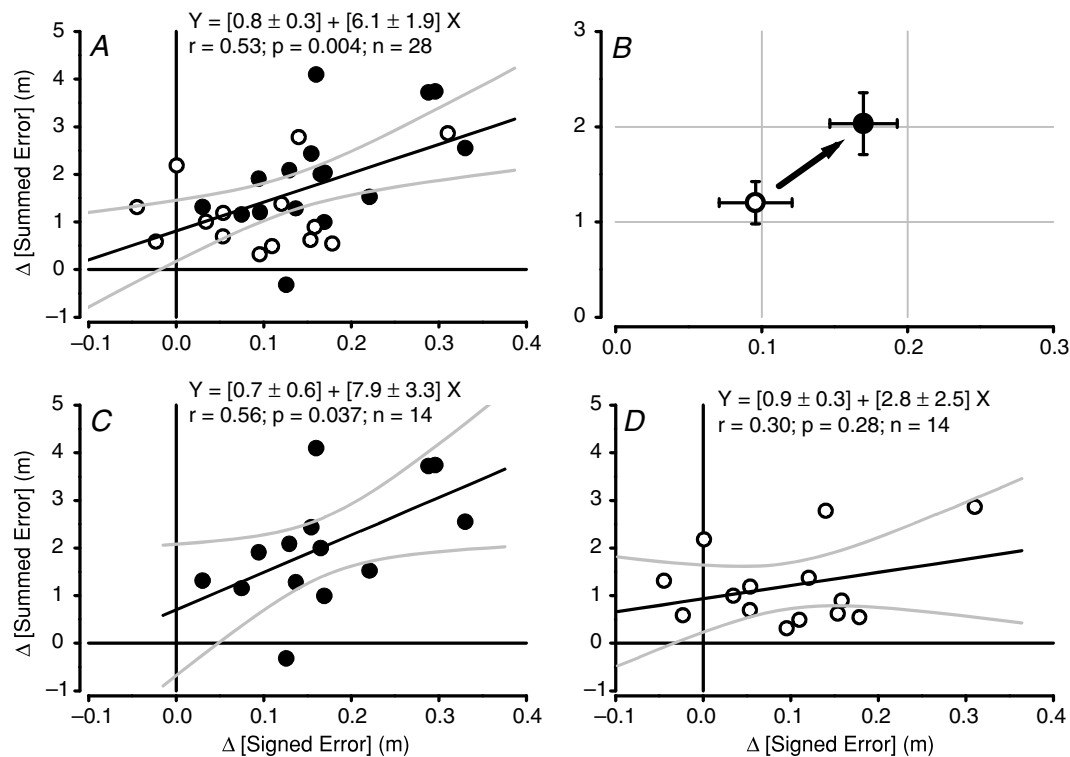 A
Y = [0.8 ± 0.3] + [6.1 ± 1.9] X
r = 0.53; p = 0.004; n = 28
Δ [Summed Error] (m)
5
4
3
2
1
0
–1
–0.1 0.0 0.1 0.2 0.3 0.4
B
3
2
1
0
0.0 0.1 0.2 0.3
C
Y = [0.7 ± 0.6] + [7.9 ± 3.3] X
r = 0.56; p = 0.037; n = 14
Δ [Summed Error] (m)
5
4
3
2
1
0
–1
–0.1 0.0 0.1 0.2 0.3 0.4
Δ [Signed Error] (m)
D
Y = [0.9 ± 0.3] + [2.8 ± 2.5] X
r = 0.30; p = 0.28; n = 14
5
4
3
2
1
0
–1
–0.1 0.0 0.1 0.2 0.3 0.4
Δ [Signed Error] (m)